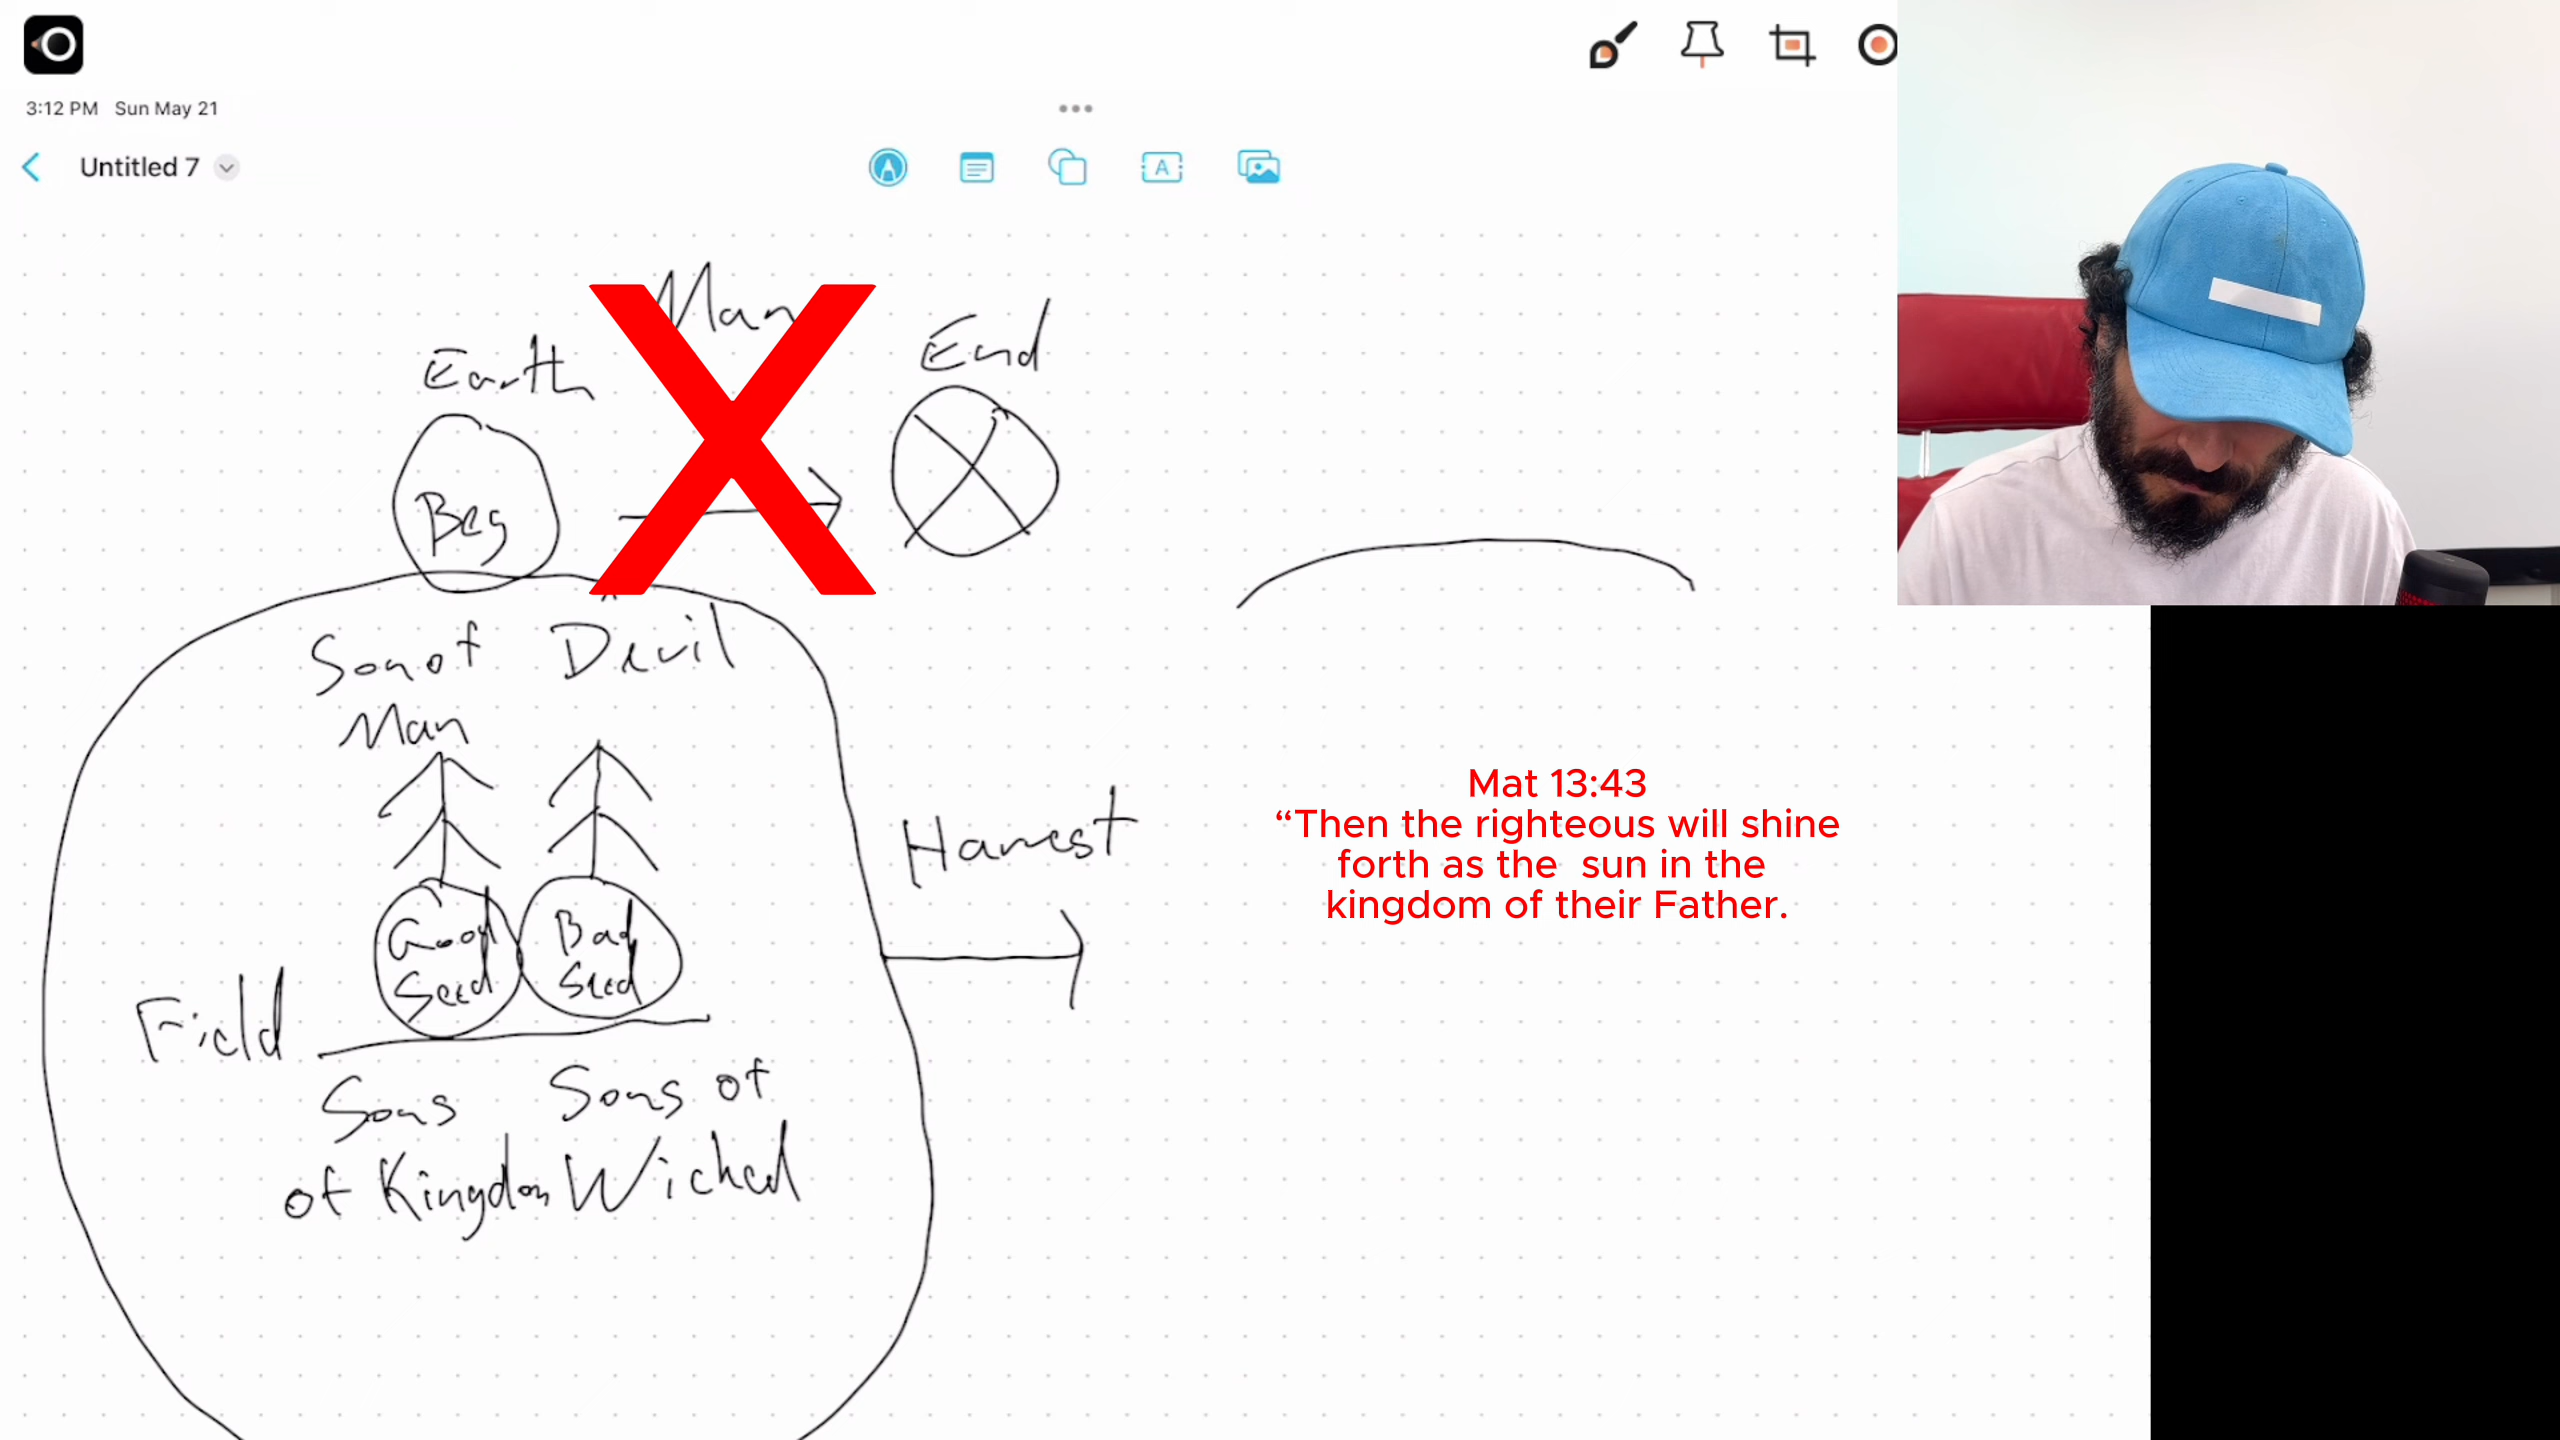 3:12 PM Sun May 21
Untitled 7
A
Man
Earth
End
Beg
Son of Devil
Man
Harvest
Mat 13:43
“Then the righteous will shine
forth as the sun in the
kingdom of their Father.
Good Bad
Seed Seed
Field
Sons Sons of
of Kingdom Wicked